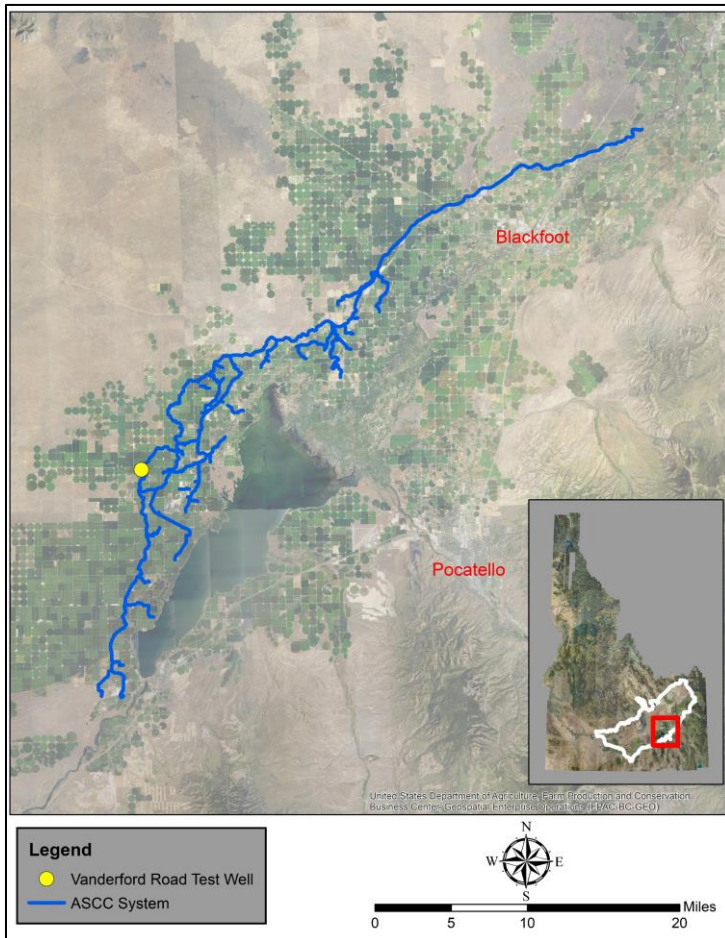 Blackfoot
Pocatello
United States Department of Agriculture, Farm Production and Conservation
Business Center, Geospatial Enterprise Operations (FPAC-BC-GEO)
Legend
Vanderford Road Test Well
ASCC System
N
W E
S
Miles
0 5 10 20